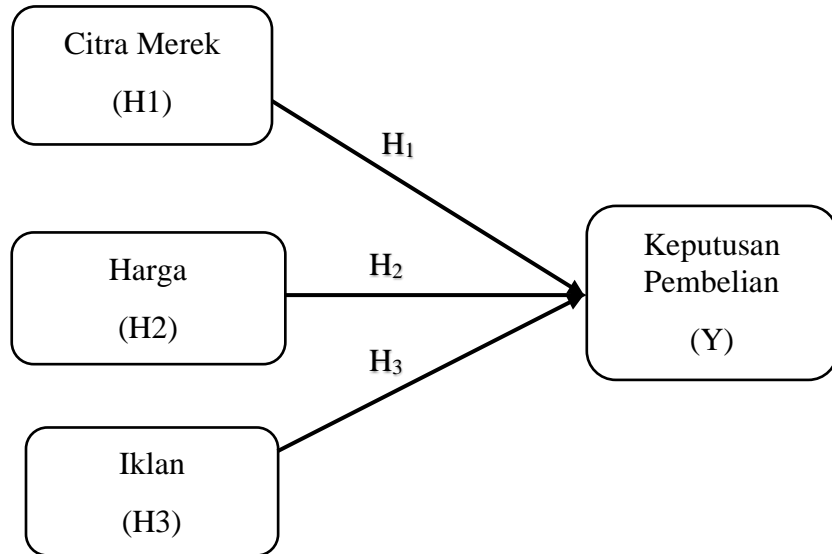 Citra Merek
(H1)
H₁
Harga
(H2)
H₂
Keputusan
Pembelian
(Y)
H₃
Iklan
(H3)